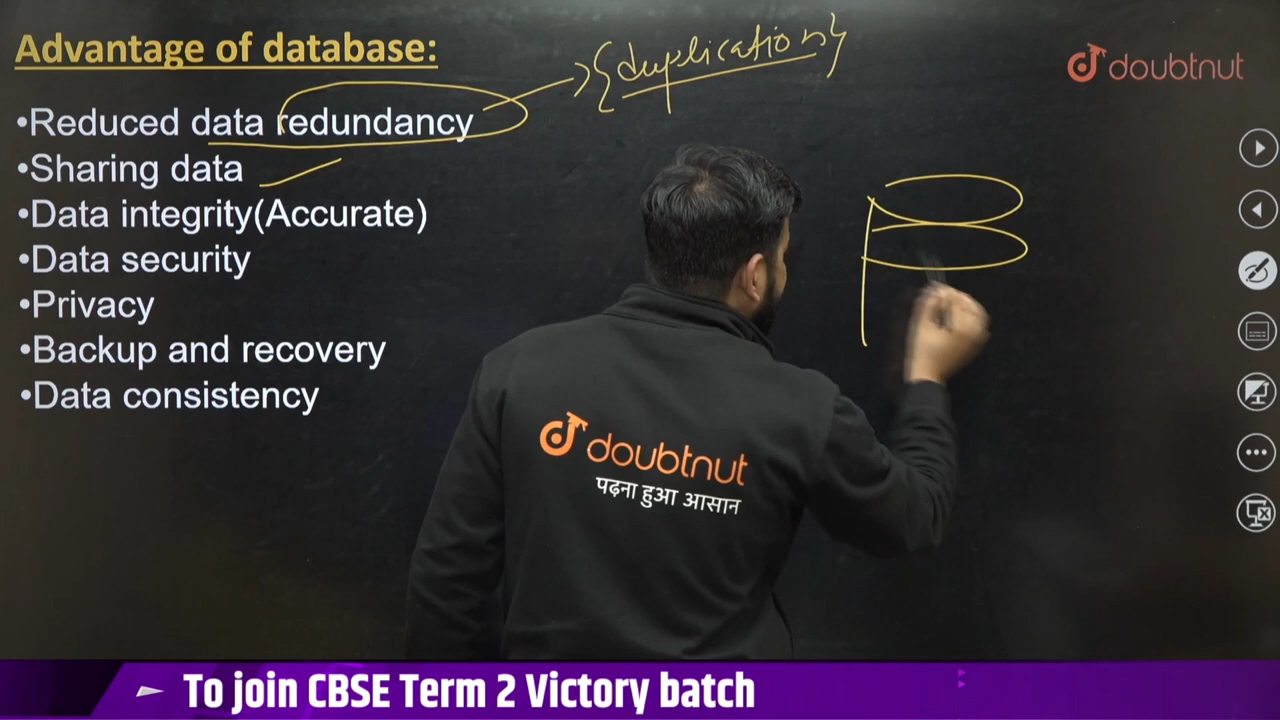 Advantage of database:
{duplication}
doubtnut
•Reduced data redundancy
•Sharing data
•Data integrity(Accurate)
•Data security
•Privacy
•Backup and recovery
•Data consistency
doubtnut
पढ़ना हुआ आसान
To join CBSE Term 2 Victory batch